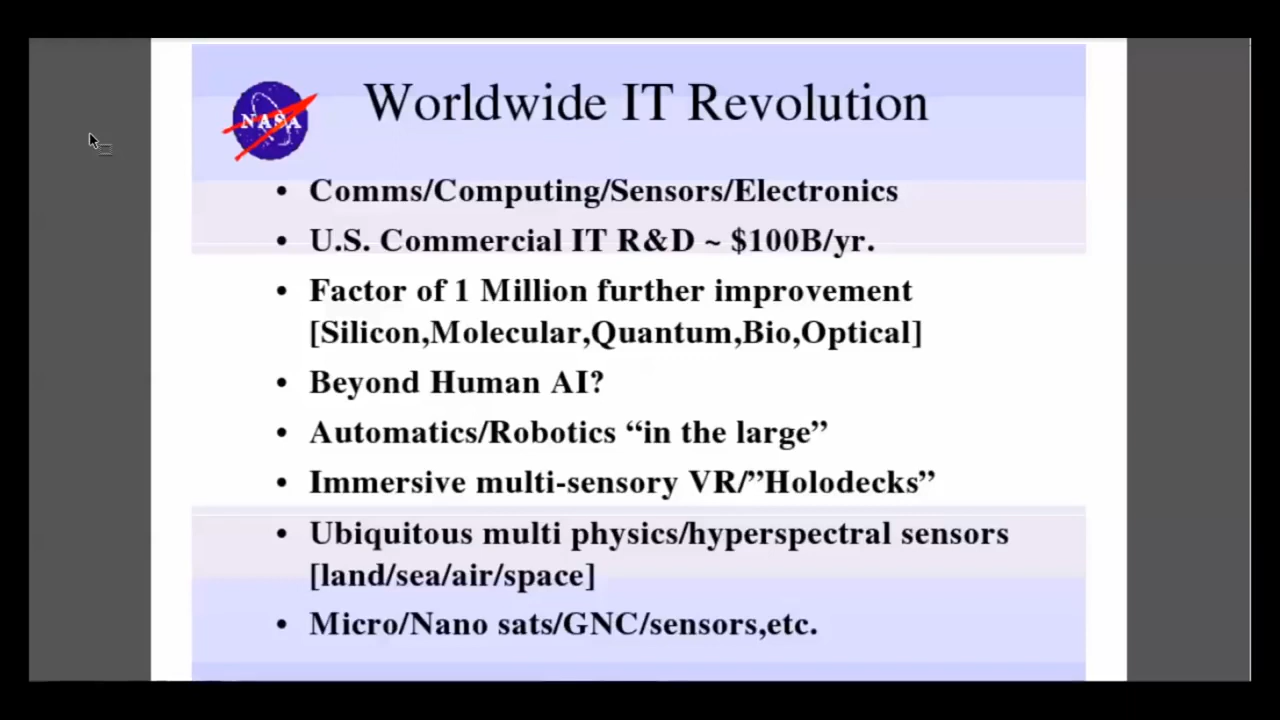 NASA
Worldwide IT Revolution
• Comms/Computing/Sensors/Electronics
• U.S. Commercial IT R&D ~ $100B/yr.
• Factor of 1 Million further improvement
[Silicon,Molecular,Quantum,Bio,Optical]
• Beyond Human AI?
• Automatics/Robotics “in the large”
• Immersive multi-sensory VR/”Holodecks”
• Ubiquitous multi physics/hyperspectral sensors
[land/sea/air/space]
• Micro/Nano sats/GNC/sensors,etc.